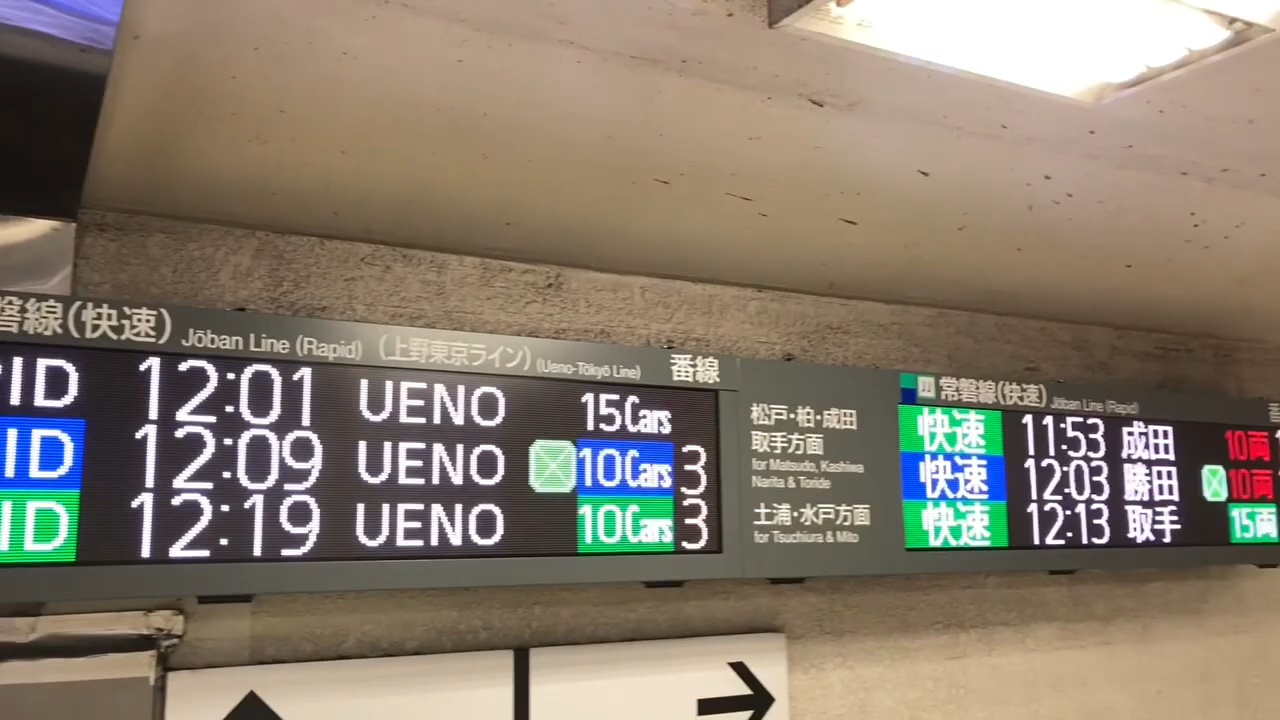 磐線(快速) Jōban Line (Rapid) (上野東京ライン) (Ueno-Tōkyō Line) 番線
ID 12:01 UENO 15Cars
ID 12:09 UENO 10Cars 3
ID 12:19 UENO 10Cars 3
松戸・柏・成田
取手方面
for Matsudo, Kashiwa
Narita & Toride
土浦・水戸方面
for Tsuchiura & Mito
常磐線(快速) Jōban Line (Rapid)
快速 11:53 成田 10両
快速 12:03 勝田 10両
快速 12:13 取手 15両